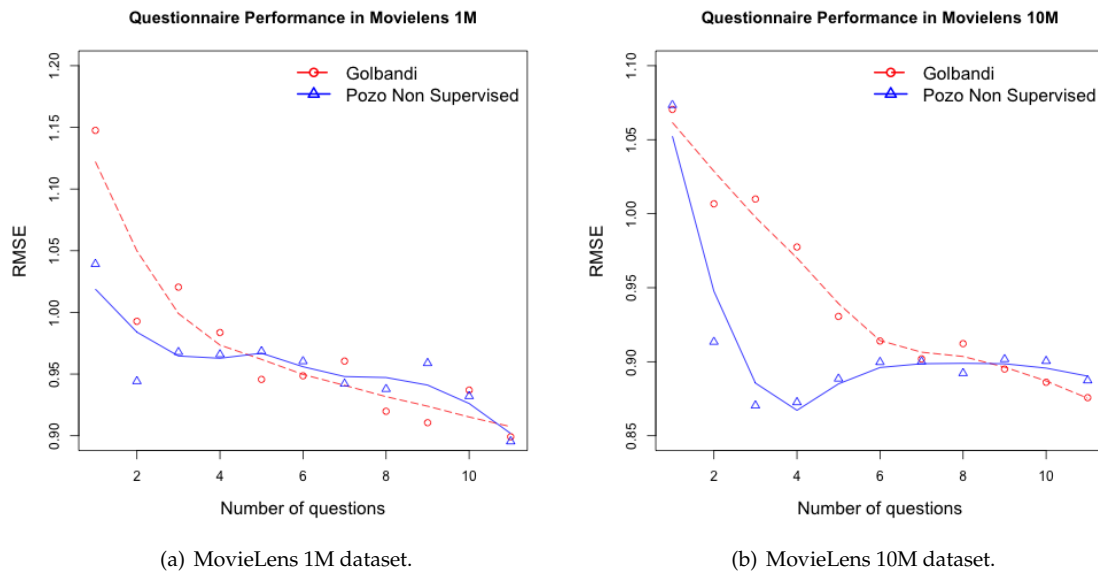 Questionnaire Performance in Movielens 1M
RMSE
1.20
1.15
1.10
1.05
1.00
0.95
0.90
Golbandi
Pozo Non Supervised
2 4 6 8 10
Number of questions
(a) MovieLens 1M dataset.
Questionnaire Performance in Movielens 10M
RMSE
1.10
1.05
1.00
0.95
0.90
0.85
Golbandi
Pozo Non Supervised
2 4 6 8 10
Number of questions
(b) MovieLens 10M dataset.